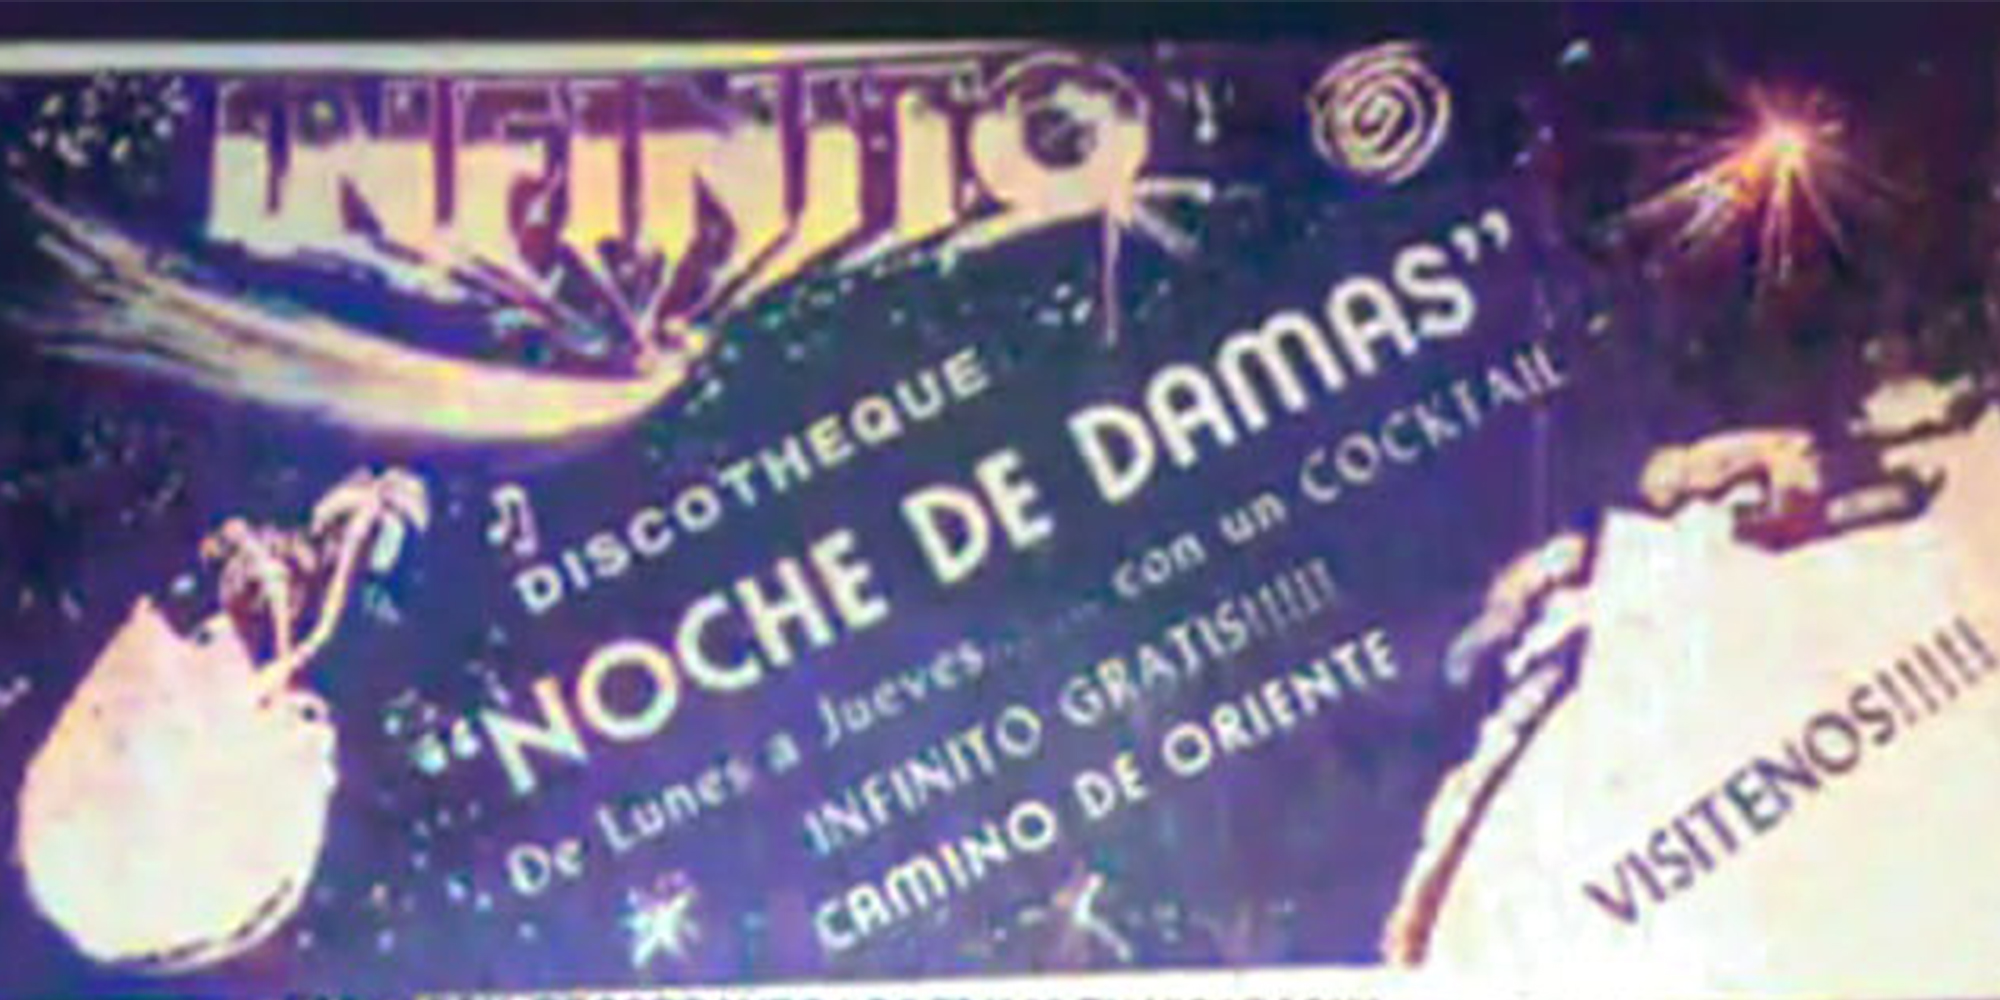 INFINITO
DISCOTHEQUE
“NOCHE DE DAMAS”
De Lunes a Jueves...... con un COCKTAIL
INFINITO GRATIS!!!!!!
CAMINO DE ORIENTE
VISITENOS!!!!!!